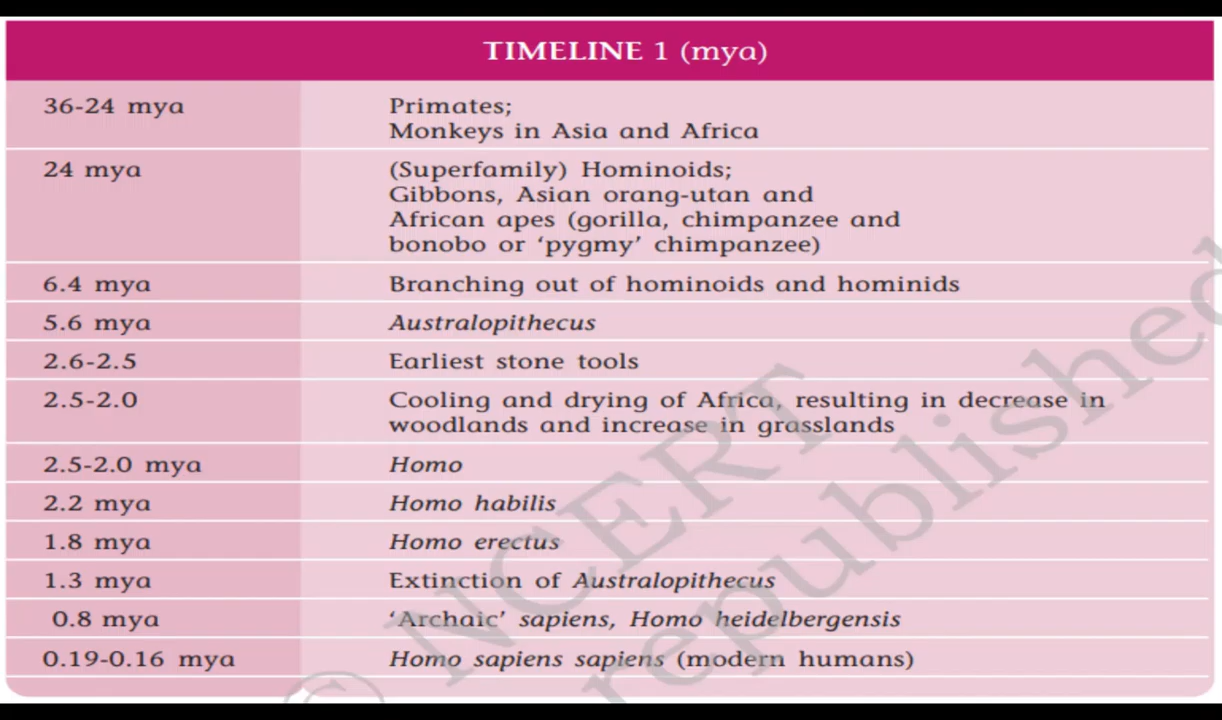 TIMELINE 1 (mya)
36-24 mya Primates;
Monkeys in Asia and Africa
24 mya (Superfamily) Hominoids;
Gibbons, Asian orang-utan and
African apes (gorilla, chimpanzee and
bonobo or ‘pygmy’ chimpanzee)
6.4 mya Branching out of hominoids and hominids
5.6 mya Australopithecus
2.6-2.5 Earliest stone tools
2.5-2.0 Cooling and drying of Africa, resulting in decrease in
woodlands and increase in grasslands
2.5-2.0 mya Homo
2.2 mya Homo habilis
1.8 mya Homo erectus
1.3 mya Extinction of Australopithecus
0.8 mya ‘Archaic’ sapiens, Homo heidelbergensis
0.19-0.16 mya Homo sapiens sapiens (modern humans)
© NCERT
republished